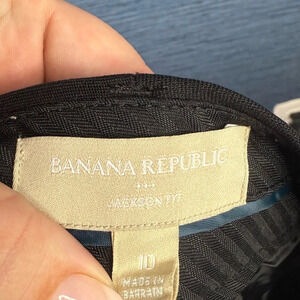 BANANA REPUBLIC
JACKSON FIT
10
MADE IN
BAHRAIN